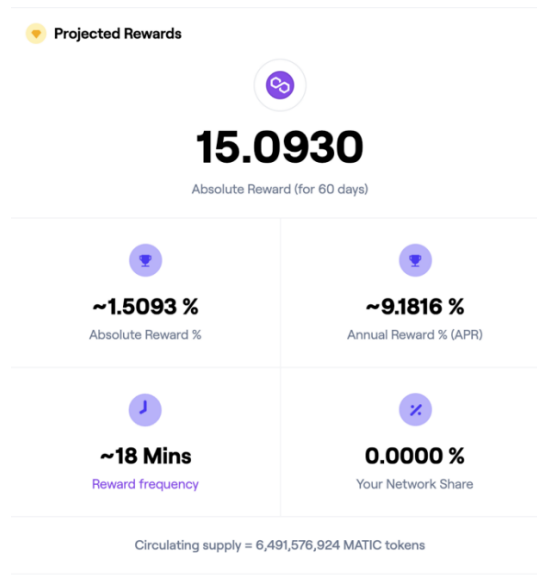 Projected Rewards
15.0930
Absolute Reward (for 60 days)
~1.5093 %
Absolute Reward %
~9.1816 %
Annual Reward % (APR)
~18 Mins
Reward frequency
0.0000 %
Your Network Share
Circulating supply = 6,491,576,924 MATIC tokens